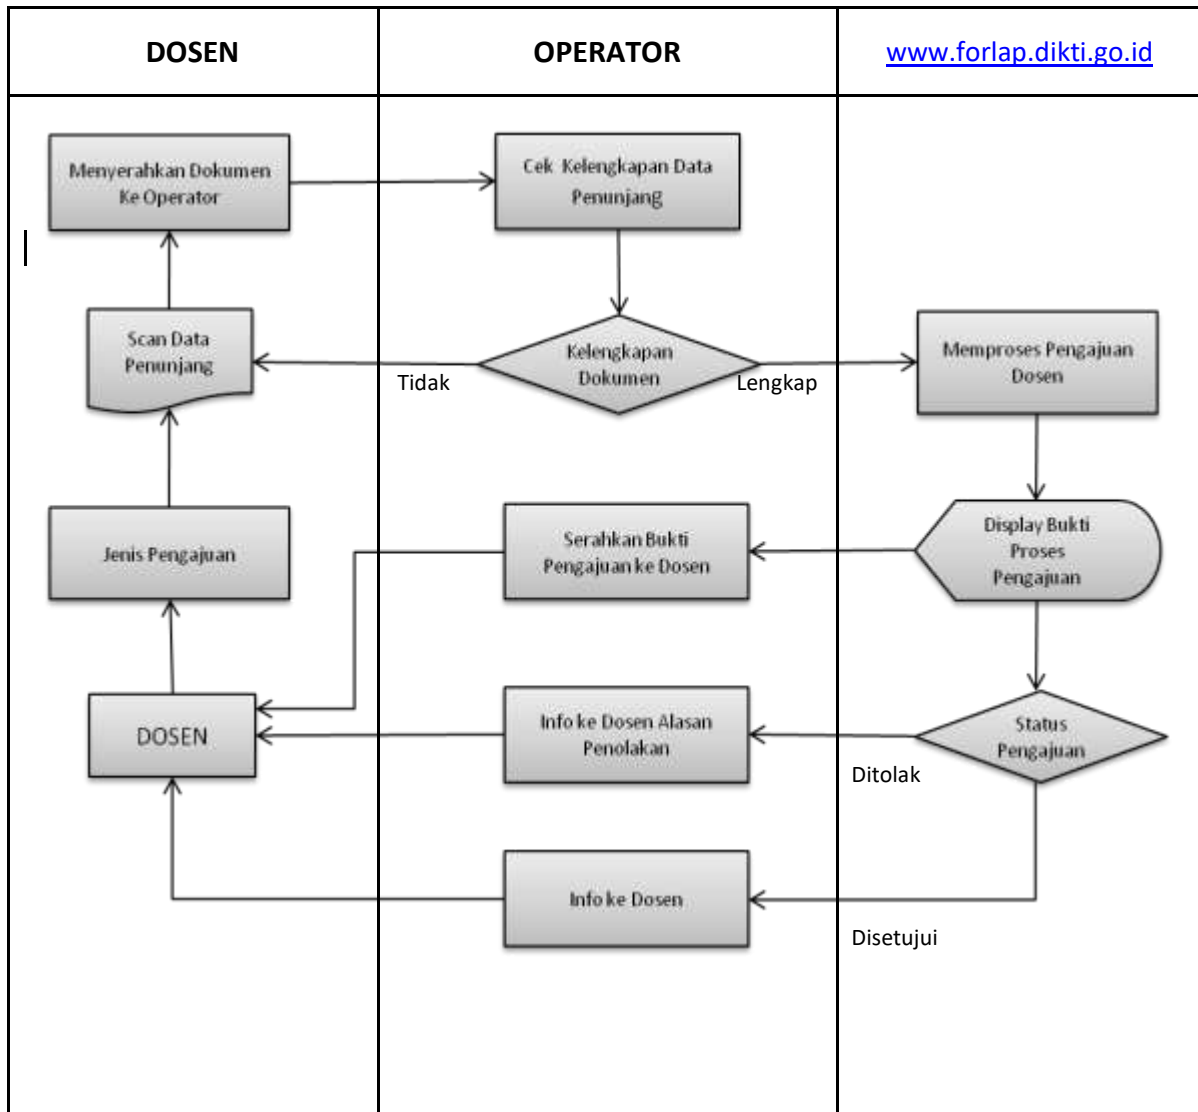 DOSEN
OPERATOR
www.forlap.dikti.go.id
Menyerahkan Dokumen
Ke Operator
Cek Kelengkapan Data
Penunjang
Scan Data
Penunjang
Tidak
Kelengkapan
Dokumen
Lengkap
Memproses Pengajuan
Dosen
Jenis Pengajuan
Serahkan Bukti
Pengajuan ke Dosen
Display Bukti
Proses
Pengajuan
DOSEN
Info ke Dosen Alasan
Penolakan
Status
Pengajuan
Ditolak
Info ke Dosen
Disetujui